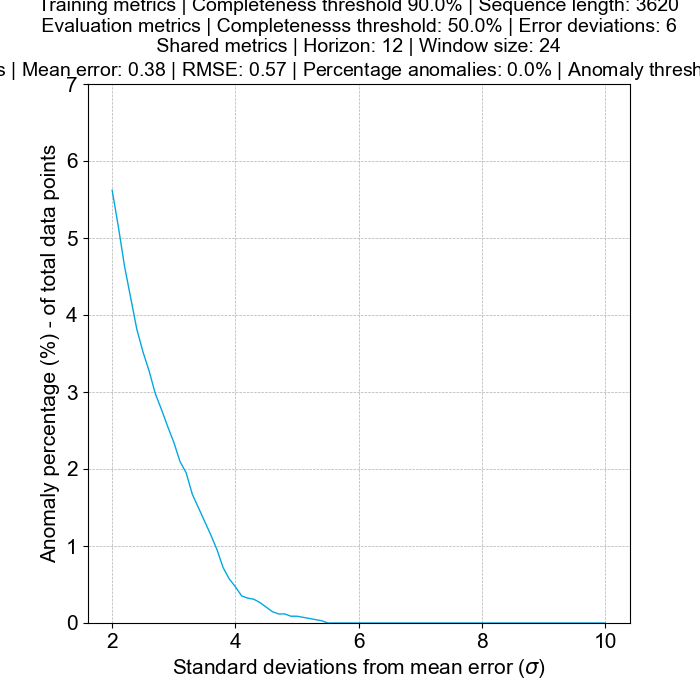 Training metrics | Completeness threshold 90.0% | Sequence length: 3620
Evaluation metrics | Completenesss threshold: 50.0% | Error deviations: 6
Shared metrics | Horizon: 12 | Window size: 24
s | Mean error: 0.38 | RMSE: 0.57 | Percentage anomalies: 0.0% | Anomaly thresh
7
6
5
4
3
2
1
0
Anomaly percentage (%) - of total data points
2 4 6 8 10
Standard deviations from mean error (σ)